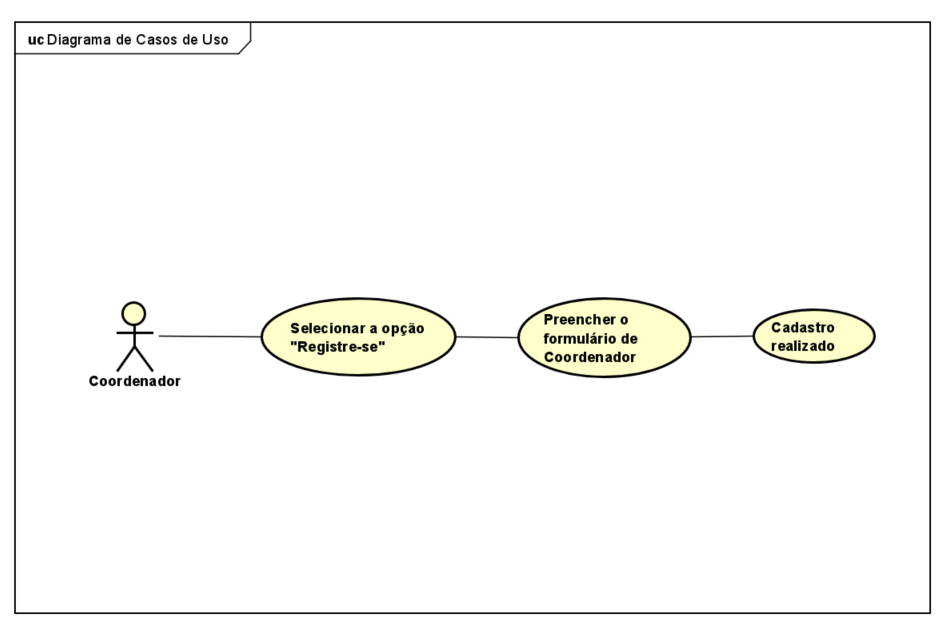 uc Diagrama de Casos de Uso
Selecionar a opção
"Registre-se"
Preencher o
formulário de
Coordenador
Cadastro
realizado
Coordenador